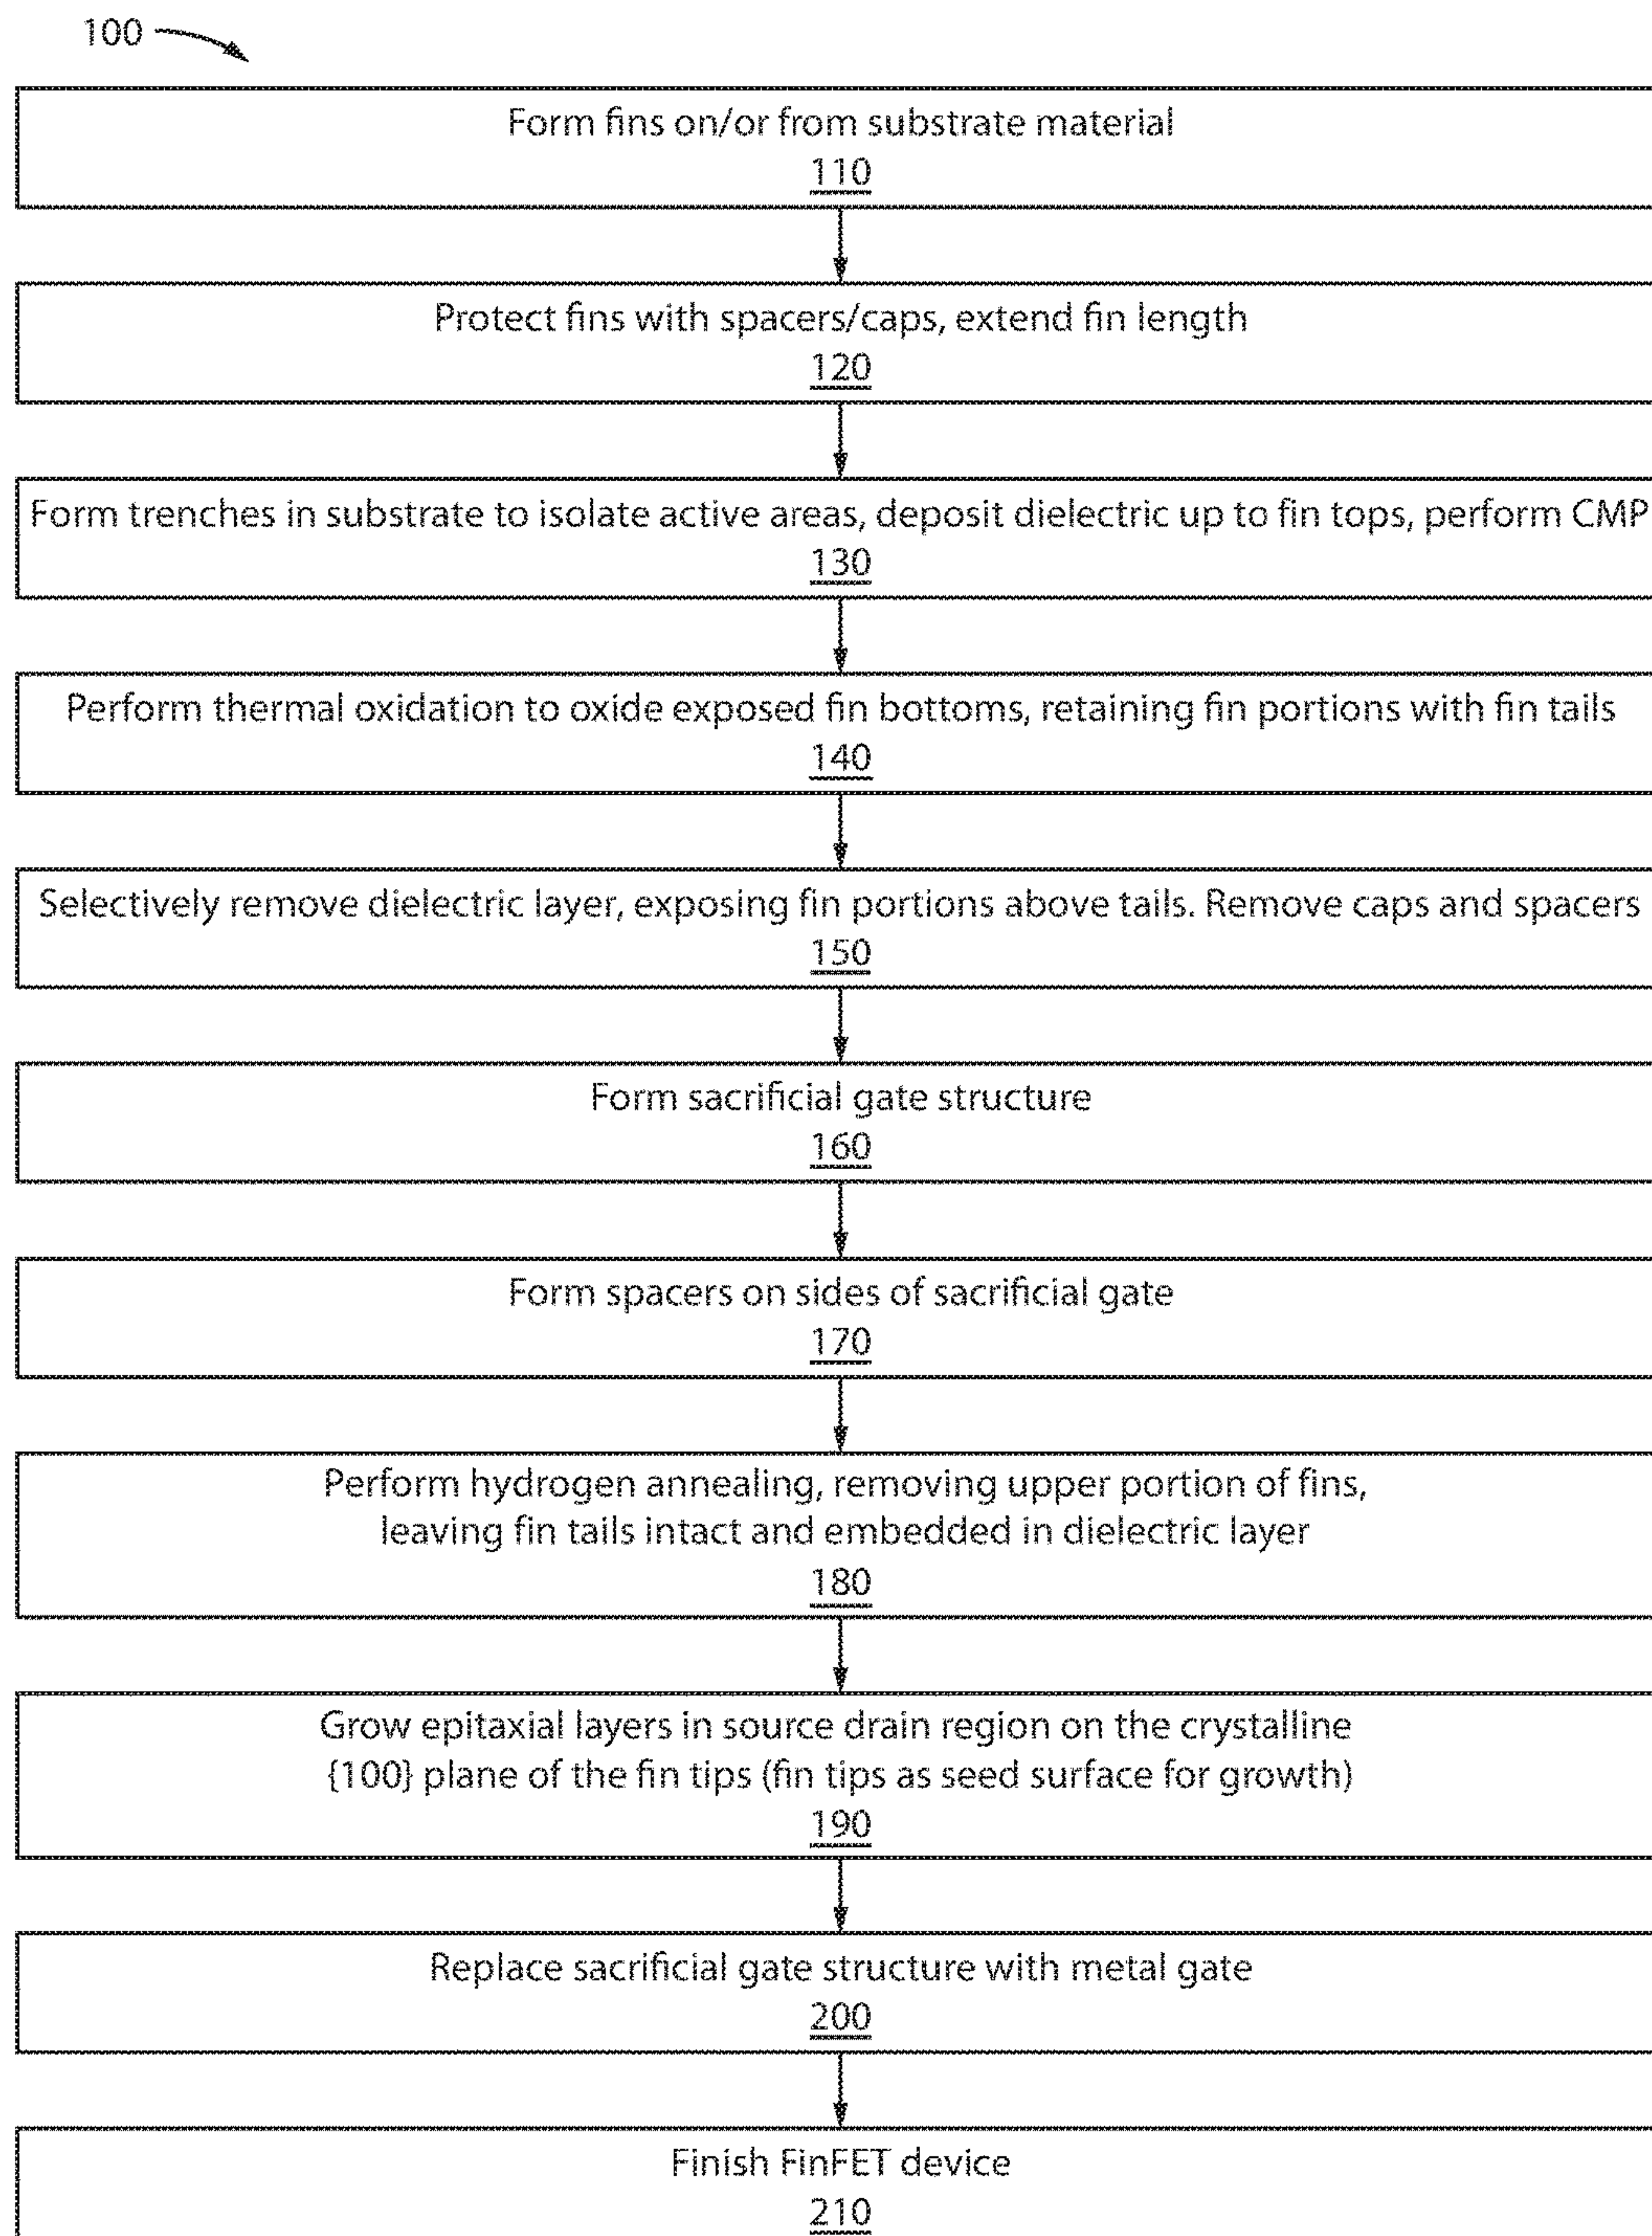 100
Form fins on/or from substrate material
110
Protect fins with spacers/caps, extend fin length
120
Form trenches in substrate to isolate active areas, deposit dielectric up to fin tops, perform CMP
130
Perform thermal oxidation to oxide exposed fin bottoms, retaining fin portions with fin tails
140
Selectively remove dielectric layer, exposing fin portions above tails. Remove caps and spacers
150
Form sacrificial gate structure
160
Form spacers on sides of sacrificial gate
170
Perform hydrogen annealing, removing upper portion of fins,
leaving fin tails intact and embedded in dielectric layer
180
Grow epitaxial layers in source drain region on the crystalline
{100} plane of the fin tips (fin tips as seed surface for growth)
190
Replace sacrificial gate structure with metal gate
200
Finish FinFET device
210